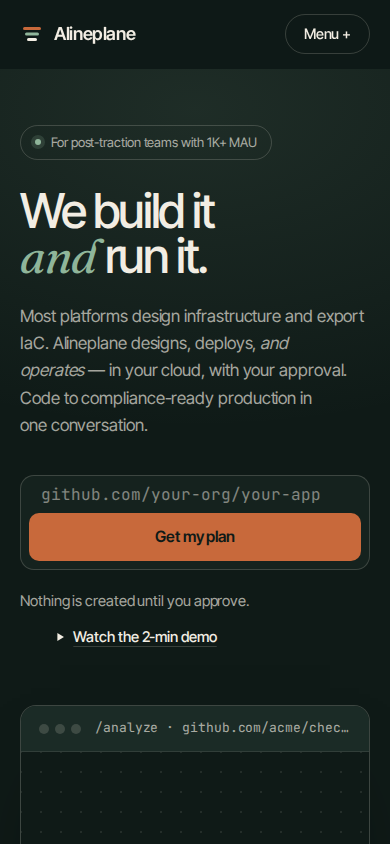 Alineplane
Menu +
For post-traction teams with 1K+ MAU
We build it
and run it.
Most platforms design infrastructure and export
IaC. Alineplane designs, deploys, and
operates — in your cloud, with your approval.
Code to compliance-ready production in
one conversation.
github.com/your-org/your-app
Get my plan
Nothing is created until you approve.
Watch the 2-min demo
/analyze · github.com/acme/chec…